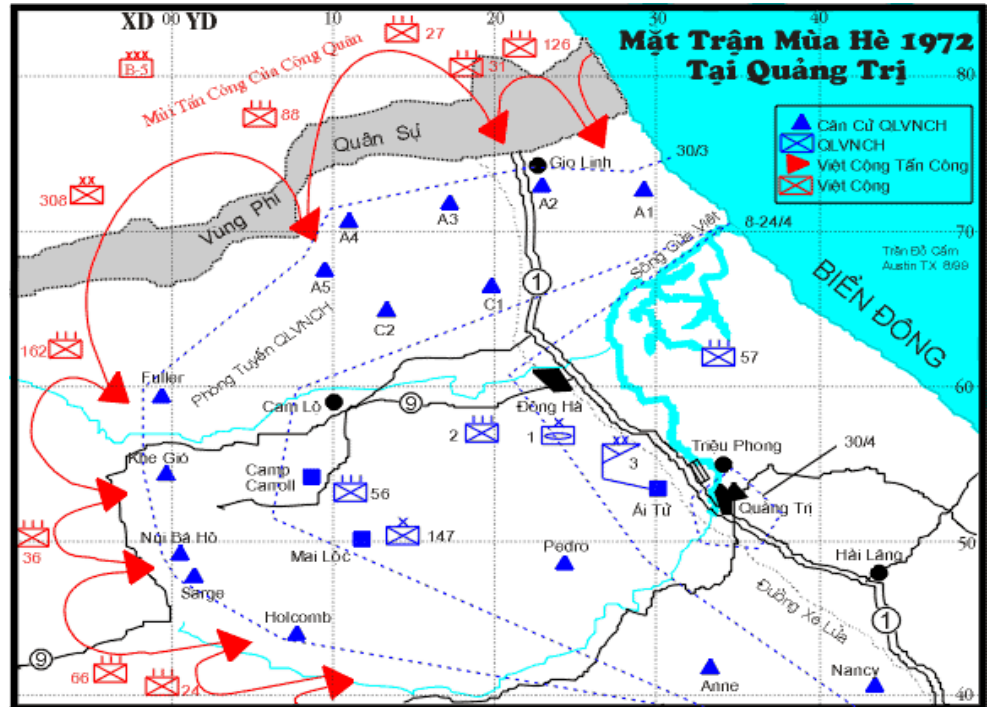 XD YD
00
10
20
30
40
27
31
126
Mặt Trận Mùa Hè 1972
Tại Quảng Trị
xxx
B-5
Mũi Tấn Công Của Cộng Quân
88
80
Căn Cứ QLVNCH
QLVNCH
Việt Cộng Tấn Công
Việt Cộng
Quân Sự
Gio Linh
30/3
xx
308
A2
A1
A3
A4
Vùng Phi
70
8-24/4
Sông Cửa Việt
Trần Đỗ Cẩm
Austin TX 8/99
A5
C1
1
BIỂN ĐÔNG
C2
Phòng Tuyến QLVNCH
162
57
Fuller
60
Cam Lộ
9
Đông Hà
2
x
1
xx
3
Triệu Phong
30/4
Khe Gió
Camp
Carroll
56
Ái Tử
Quảng Trị
36
Núi Bá Hô
x
147
Mai Lộc
50
Pedro
Hải Lăng
Sarge
Đường Xe Lửa
Holcomb
1
9
66
24
Anne
Nancy
40